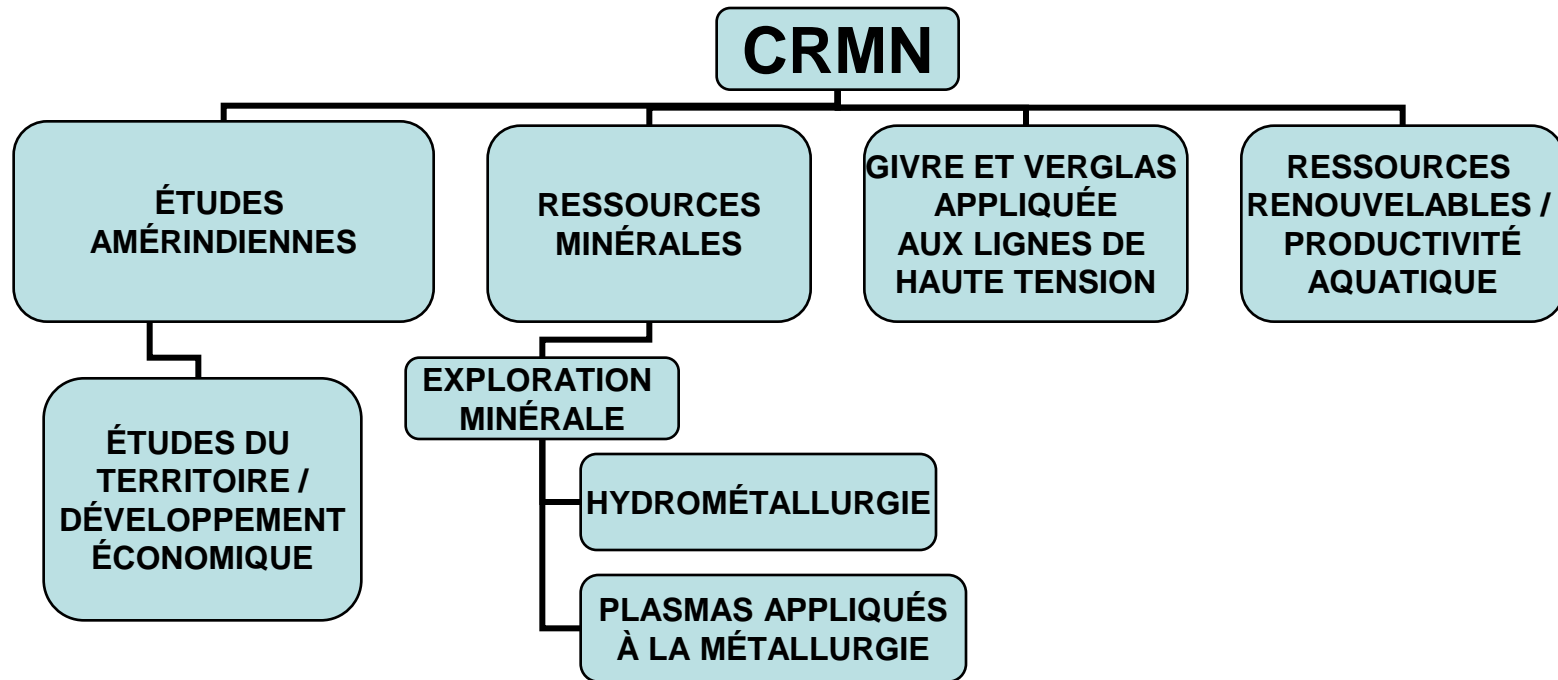 CRMN
ÉTUDES
AMÉRINDIENNES
RESSOURCES
MINÉRALES
GIVRE ET VERGLAS
APPLIQUÉE
AUX LIGNES DE
HAUTE TENSION
RESSOURCES
RENOUVELABLES /
PRODUCTIVITÉ
AQUATIQUE
ÉTUDES DU
TERRITOIRE /
DÉVELOPPEMENT
ÉCONOMIQUE
EXPLORATION
MINÉRALE
HYDROMÉTALLURGIE
PLASMAS APPLIQUÉS
À LA MÉTALLURGIE